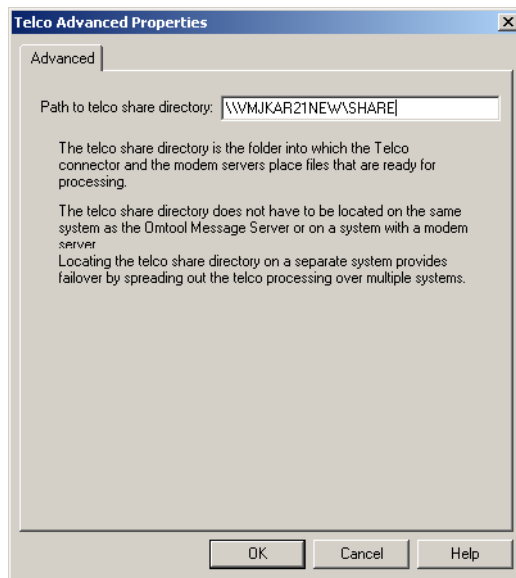 Telco Advanced Properties
Advanced
Path to telco share directory: \\VMJKAR21NEW\SHARE
The telco share directory is the folder into which the Telco
connector and the modem servers place files that are ready for
processing.
The telco share directory does not have to be located on the same
system as the Omtool Message Server or on a system with a modem
server
Locating the telco share directory on a separate system provides
failover by spreading out the telco processing over multiple systems.
OK Cancel Help